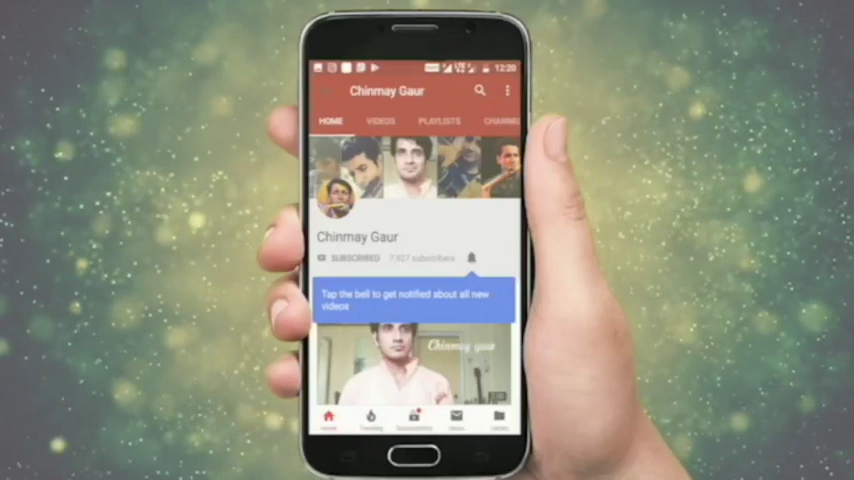 12:20
Chinmay Gaur
HOME VIDEOS PLAYLISTS CHANNE
Chinmay Gaur
SUBSCRIBED 7,927 subscribers
Tap the bell to get notified about all new
videos
Chinmay gaur
Home Trending